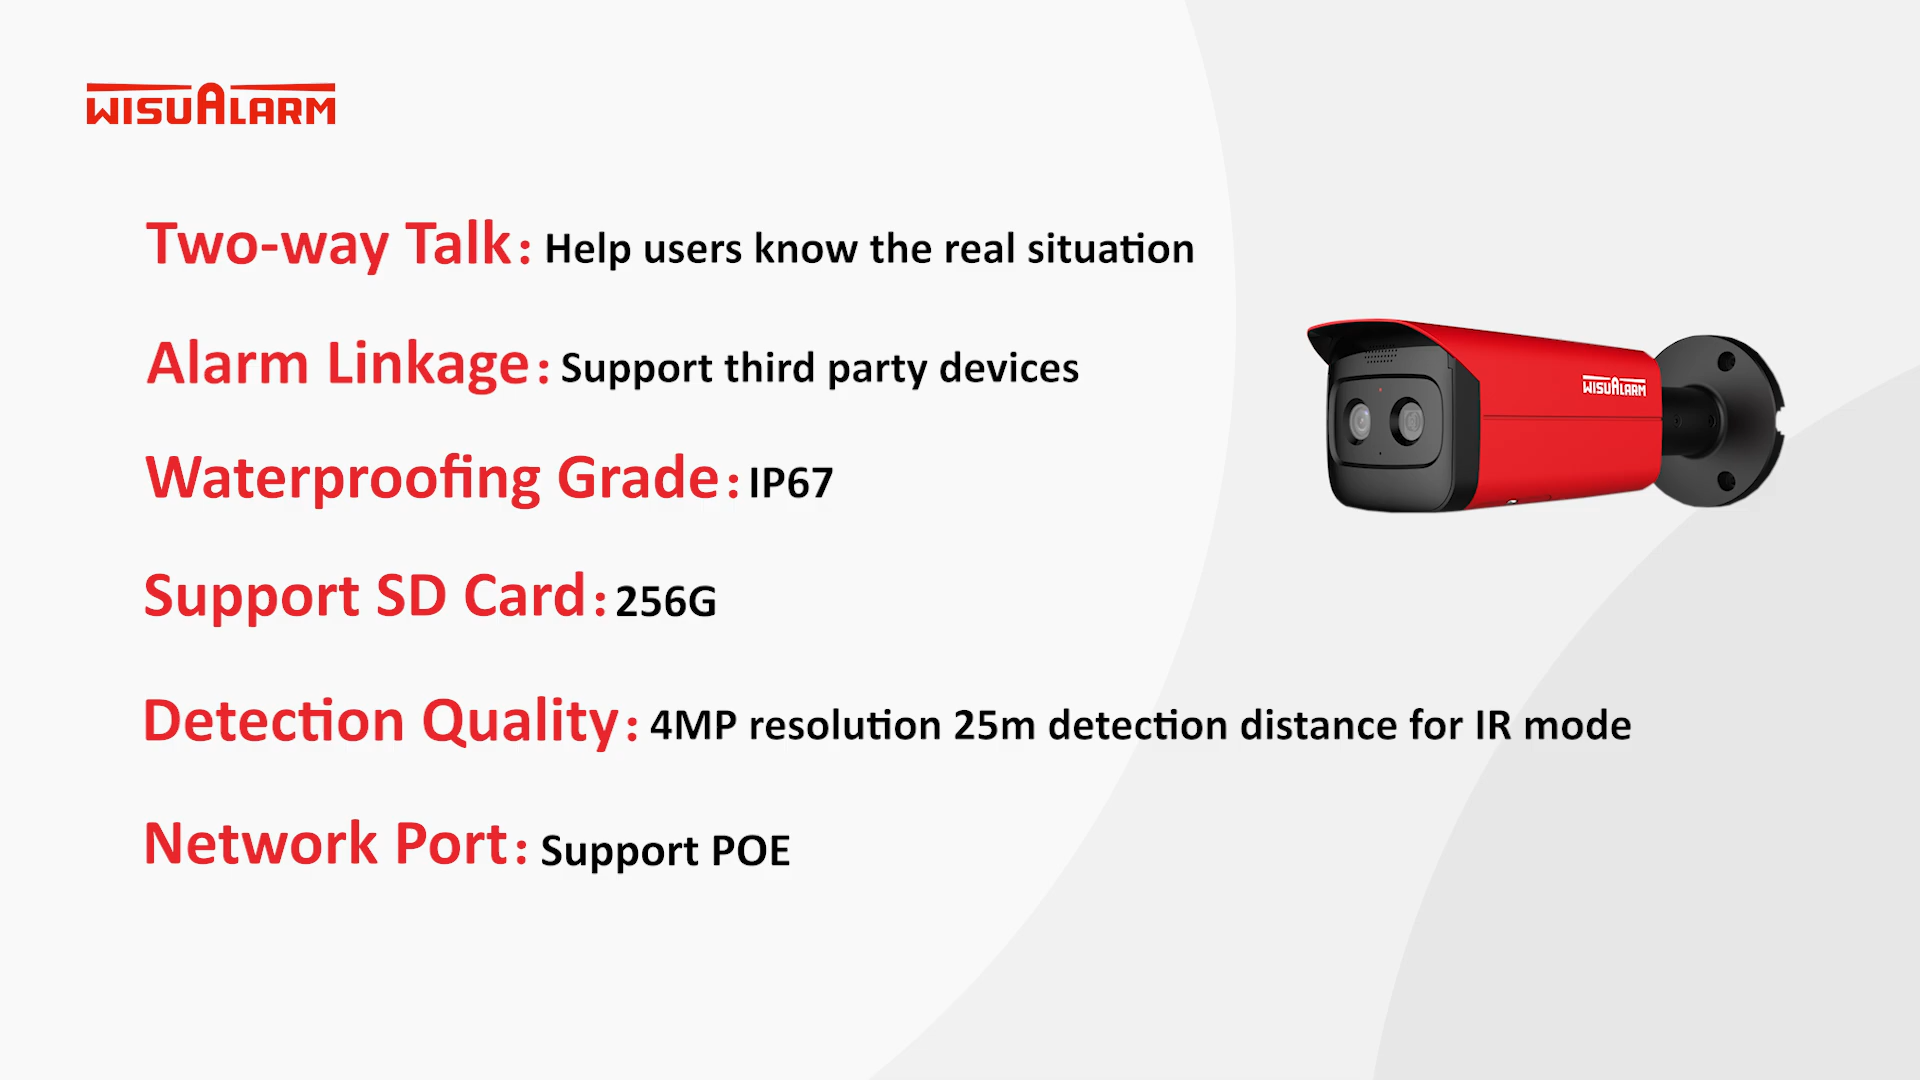 WISUALARM
Two-way Talk: Help users know the real situation
Alarm Linkage: Support third party devices
WISUALARM
Waterproofing Grade: IP67
Support SD Card: 256G
Detection Quality: 4MP resolution 25m detection distance for IR mode
Network Port: Support POE